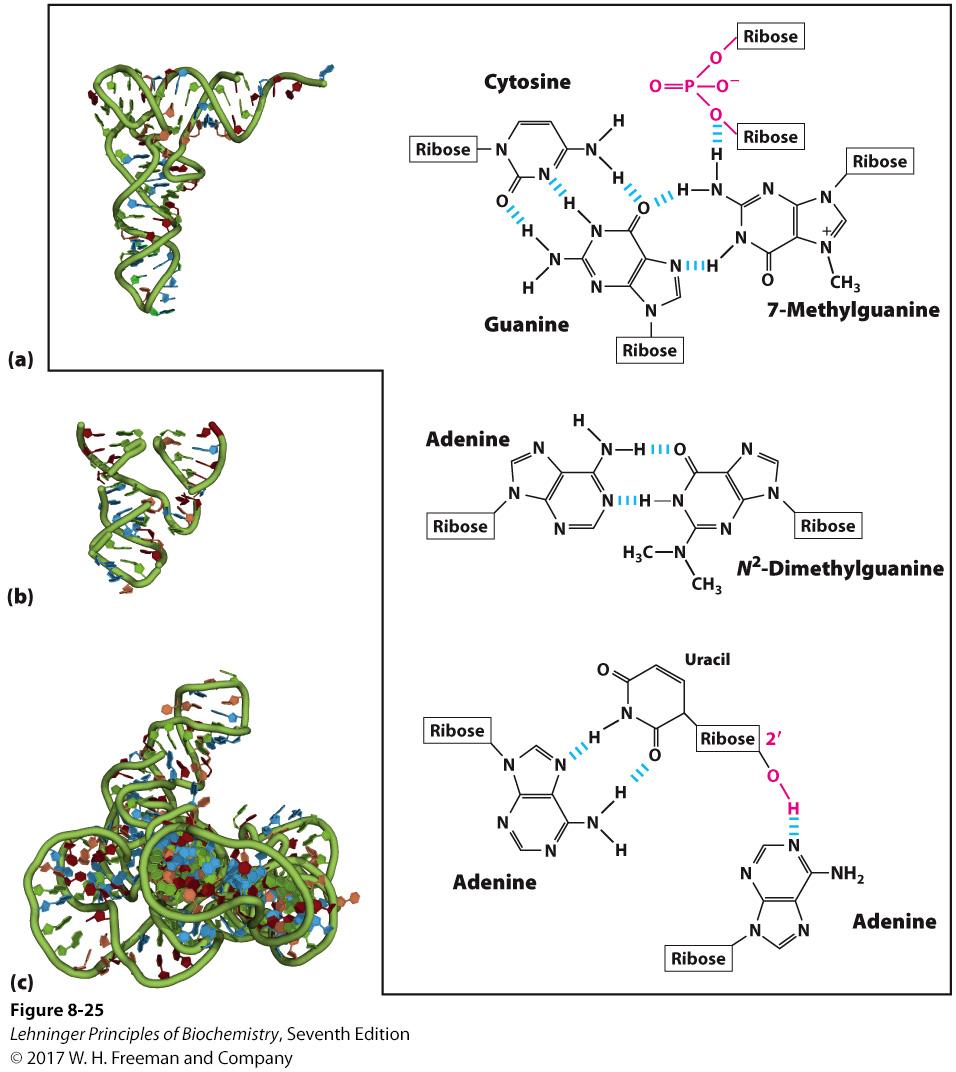 Ribose
O
O=P—O⁻
O
Ribose
Cytosine
H
Ribose
N
N
N
H
H
O
H
H
N
O
H
N
N
Ribose
N
N
N
H
H
N
N
N
H
N
+
N
O
CH₃
7-Methylguanine
Guanine
N
Ribose
(a)
Adenine
H
N
N
H
O
N
N
N
H
N
N
Ribose
N
N
Ribose
H₃C
N
CH₃
N²-Dimethylguanine
(b)
Uracil
O
N
H
O
Ribose
Ribose 2′
O
H
N
N
H
N
N
N
H
Adenine
N
N
NH₂
N
N
Adenine
Ribose
(c)
Figure 8-25
Lehninger Principles of Biochemistry, Seventh Edition
© 2017 W. H. Freeman and Company